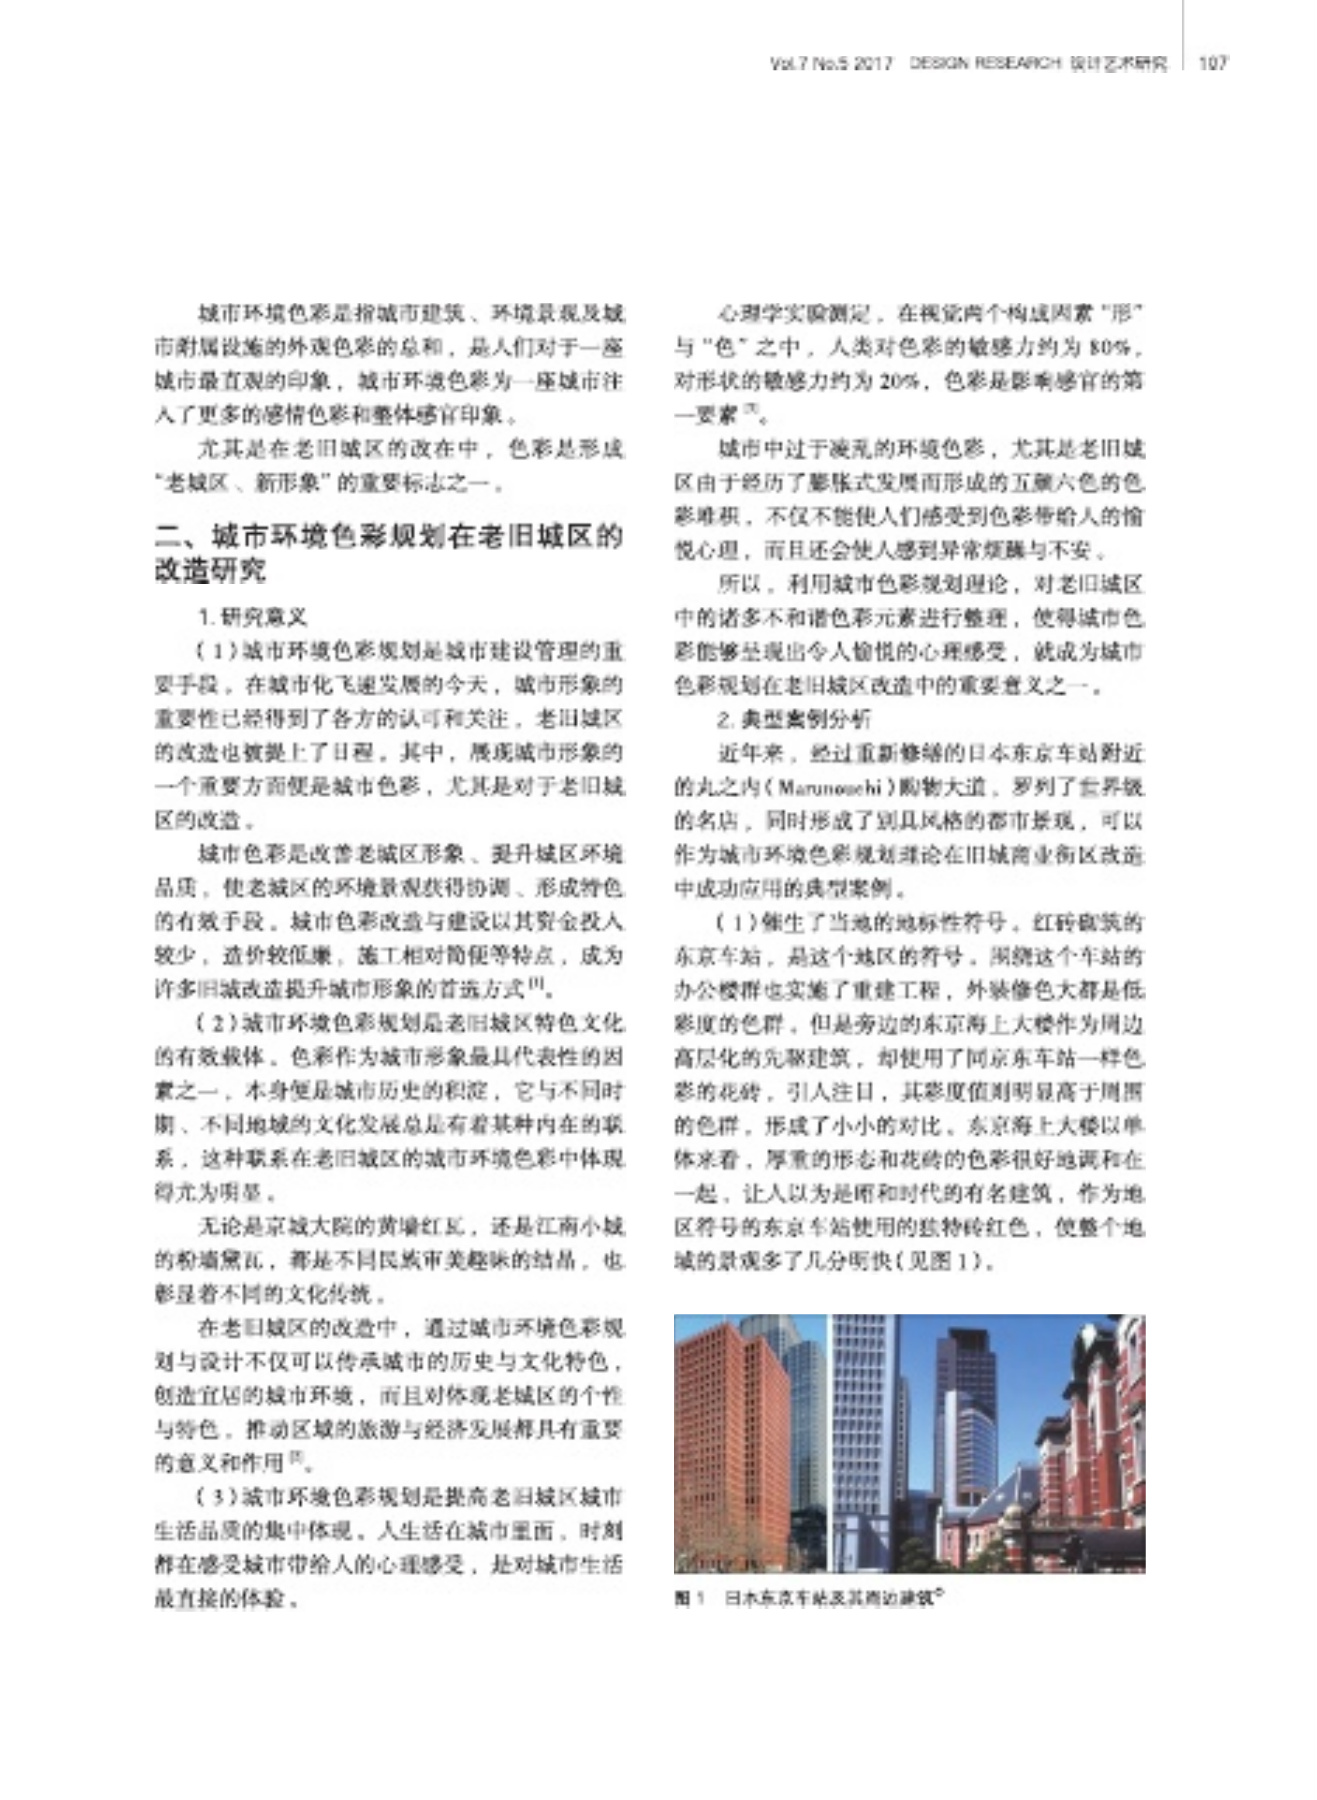 Vol.7 No.5 2017 DESIGN RESEARCH 设计艺术研究 107
城市环境色彩是指城市建筑、环境景观及城
市附属设施的外观色彩的总和，是人们对于一座
城市最直观的印象，城市环境色彩为一座城市注
入了更多的感情色彩和整体感官印象。
尤其是在老旧城区的改在中，色彩是形成
“老城区、新形象”的重要标志之一。
二、城市环境色彩规划在老旧城区的
改造研究
1. 研究意义
（1）城市环境色彩规划是城市建设管理的重
要手段。在城市化飞速发展的今天，城市形象的
重要性已经得到了各方的认可和关注，老旧城区
的改造也被提上了日程。其中，展现城市形象的
一个重要方面便是城市色彩，尤其是对于老旧城
区的改造。
城市色彩是改善老城区形象、提升城区环境
品质，使老城区的环境景观获得协调、形成特色
的有效手段。城市色彩改造与建设以其资金投入
较少，造价较低廉，施工相对简便等特点，成为
许多旧城改造提升城市形象的首选方式[1]。
（2）城市环境色彩规划是老旧城区特色文化
的有效载体。色彩作为城市形象最具代表性的因
素之一，本身便是城市历史的积淀，它与不同时
期、不同地域的文化发展总是有着某种内在的联
系，这种联系在老旧城区的城市环境色彩中体现
得尤为明显。
无论是京城大院的黄墙红瓦，还是江南小城
的粉墙黛瓦，都是不同民族审美趣味的结晶，也
彰显着不同的文化传统。
在老旧城区的改造中，通过城市环境色彩规
划与设计不仅可以传承城市的历史与文化特色，
创造宜居的城市环境，而且对体现老城区的个性
与特色，推动区域的旅游与经济发展都具有重要
的意义和作用[2]。
（3）城市环境色彩规划是提高老旧城区城市
生活品质的集中体现。人生活在城市里面，时刻
都在感受城市带给人的心理感受，是对城市生活
最直接的体验。
心理学实验测定，在视觉两个构成因素“形”
与“色”之中，人类对色彩的敏感力约为 80%，
对形状的敏感力约为 20%，色彩是影响感官的第
一要素[3]。
城市中过于凌乱的环境色彩，尤其是老旧城
区由于经历了膨胀式发展而形成的五颜六色的色
彩堆积，不仅不能使人们感受到色彩带给人的愉
悦心理，而且还会使人感到异常烦躁与不安。
所以，利用城市色彩规划理论，对老旧城区
中的诸多不和谐色彩元素进行整理，使得城市色
彩能够呈现出令人愉悦的心理感受，就成为城市
色彩规划在老旧城区改造中的重要意义之一。
2. 典型案例分析
近年来，经过重新修缮的日本东京车站附近
的丸之内（Marunouchi）购物大道，罗列了世界级
的名店，同时形成了别具风格的都市景观，可以
作为城市环境色彩规划理论在旧城商业街区改造
中成功应用的典型案例。
（1）催生了当地的地标性符号。红砖砌筑的
东京车站，是这个地区的符号。围绕这个车站的
办公楼群也实施了重建工程，外装修色大都是低
彩度的色群。但是旁边的东京海上大楼作为周边
高层化的先驱建筑，却使用了同京东车站一样色
彩的花砖，引人注目，其彩度值则明显高于周围
的色群，形成了小小的对比。东京海上大楼以单
体来看，厚重的形态和花砖的色彩很好地调和在
一起，让人以为是昭和时代的有名建筑，作为地
区符号的东京车站使用的独特砖红色，使整个地
域的景观多了几分明快（见图 1）。
图 1 日本东京车站及其周边建筑